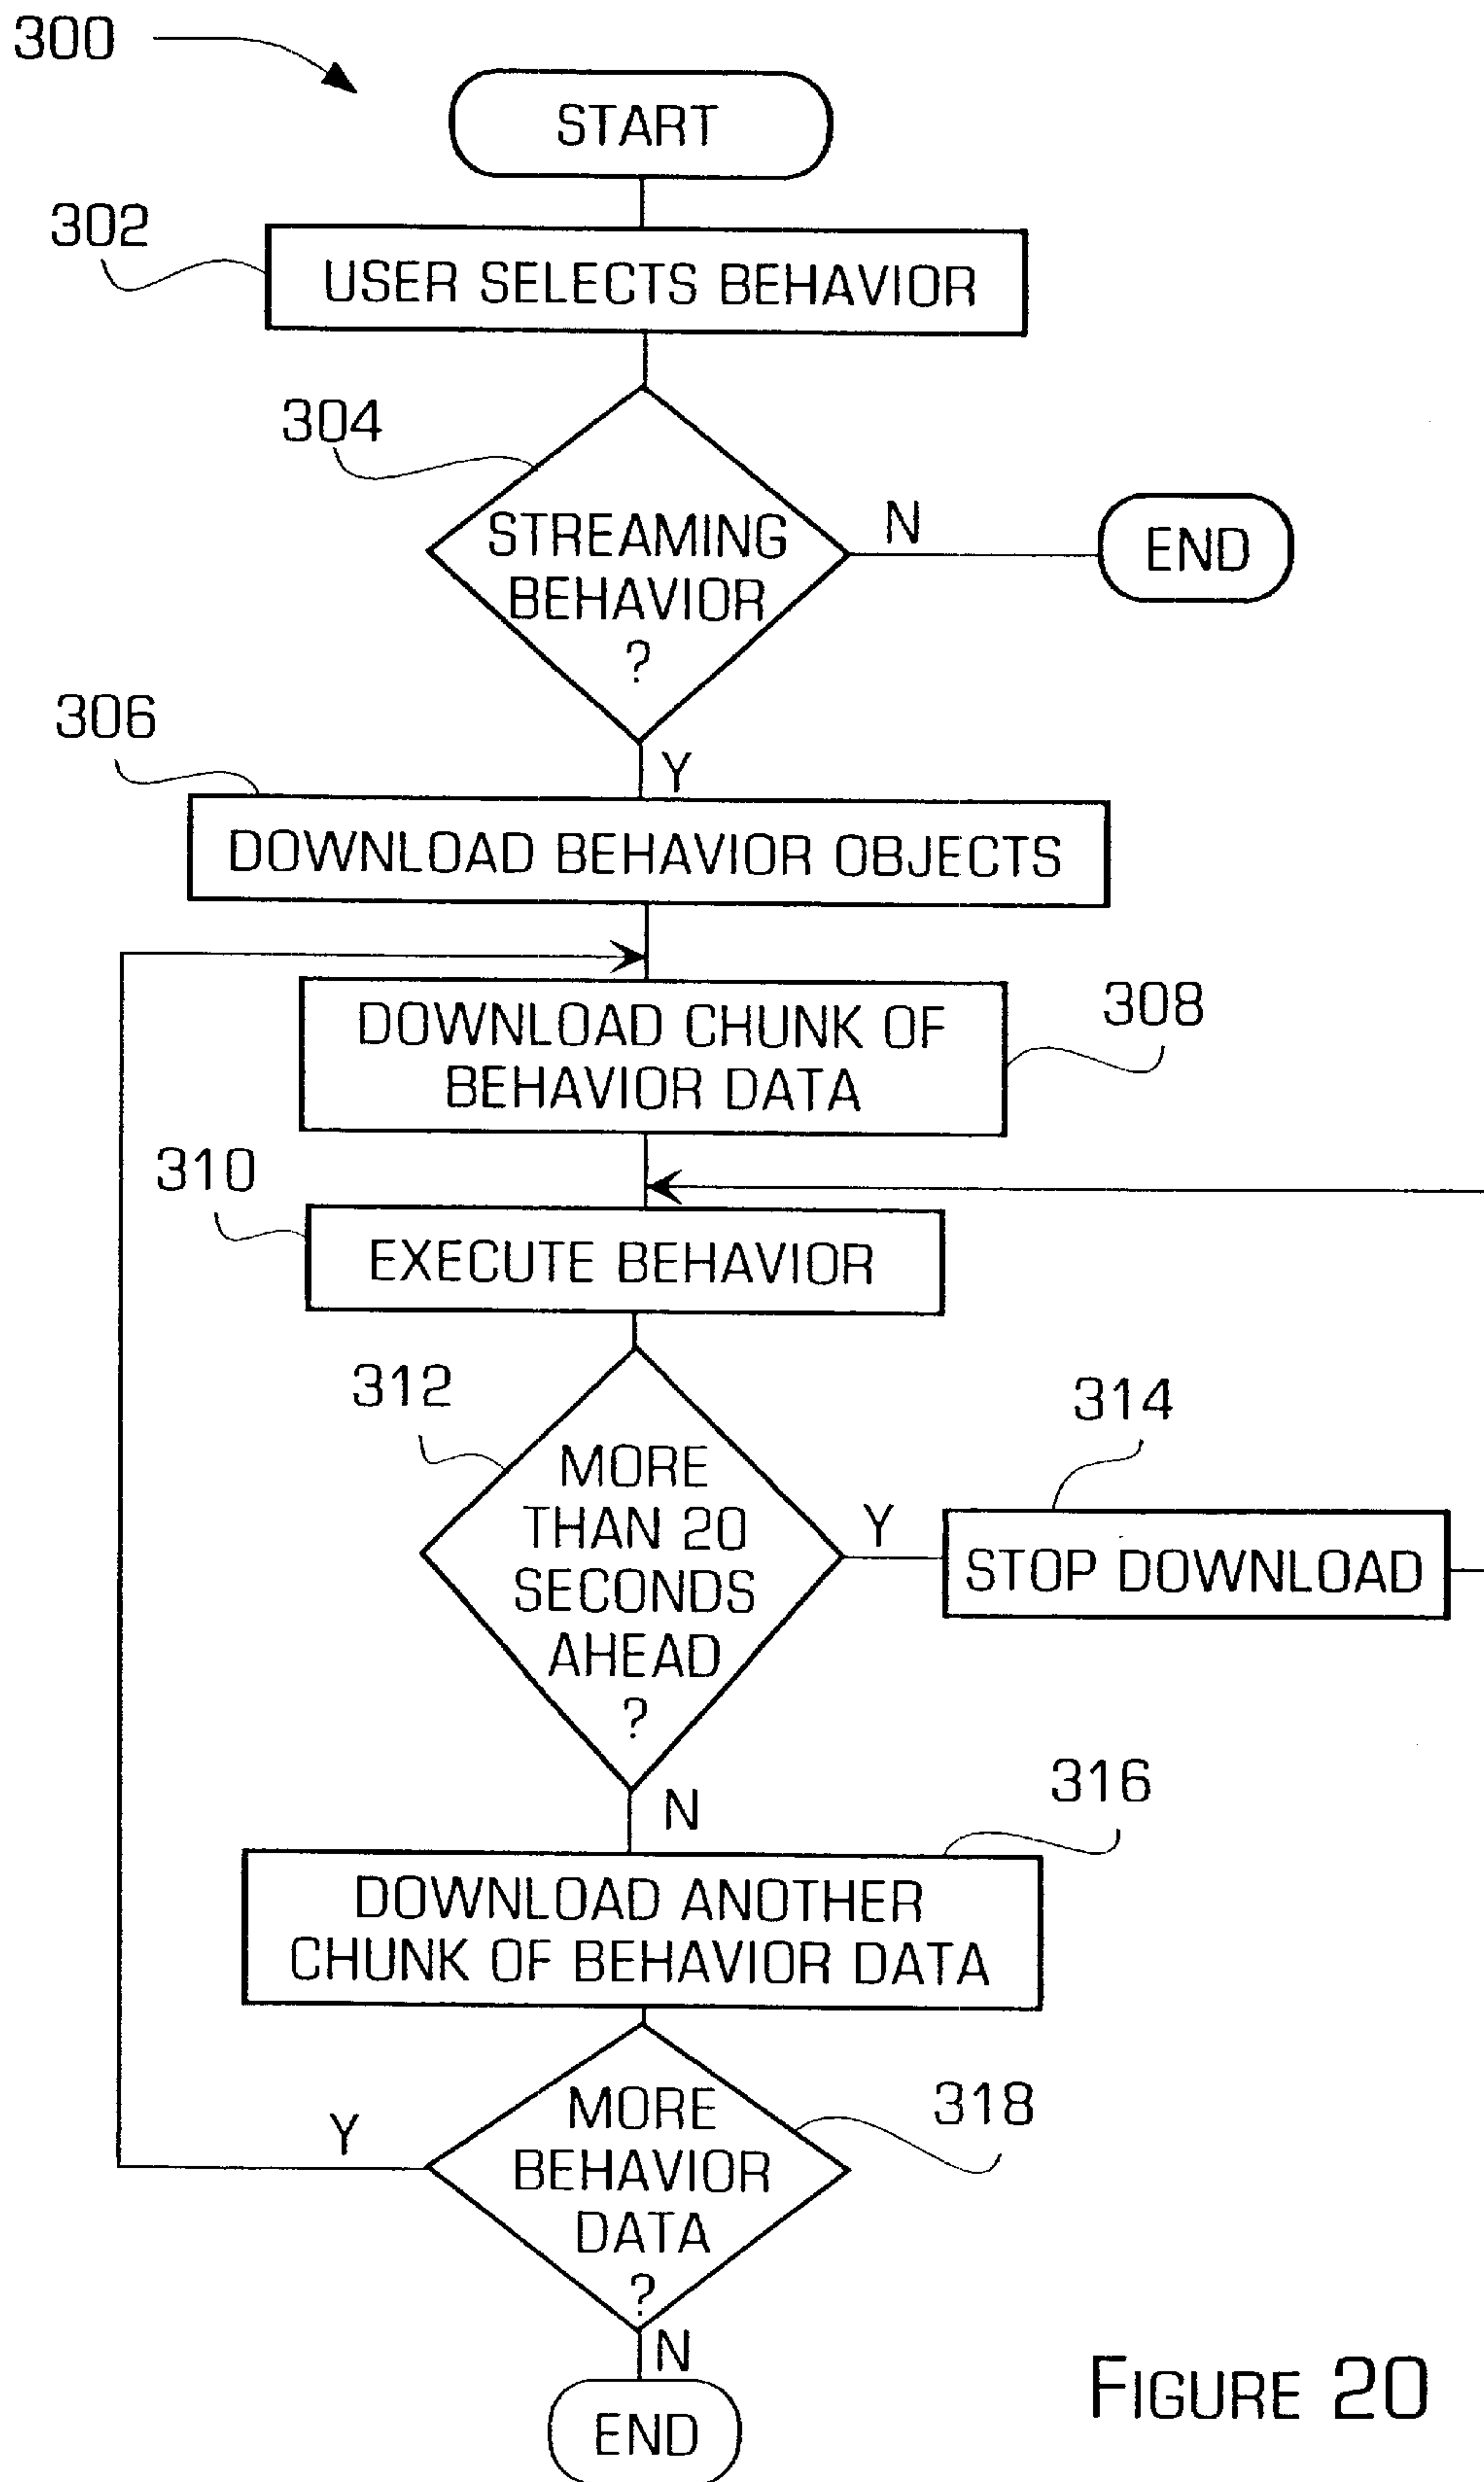 300
START
302
USER SELECTS BEHAVIOR
304
STREAMING
BEHAVIOR
?
N
END
Y
306
DOWNLOAD BEHAVIOR OBJECTS
308
DOWNLOAD CHUNK OF
BEHAVIOR DATA
310
EXECUTE BEHAVIOR
312
MORE
THAN 20
SECONDS
AHEAD
?
Y
314
STOP DOWNLOAD
N
316
DOWNLOAD ANOTHER
CHUNK OF BEHAVIOR DATA
318
MORE
BEHAVIOR
DATA
?
Y
N
END
FIGURE 20